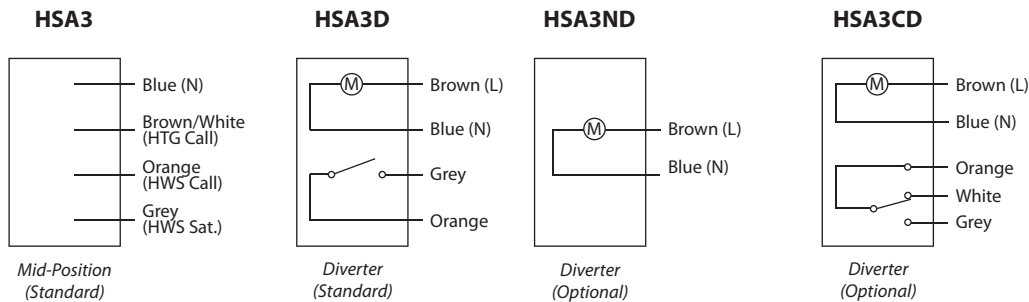 HSA3
Blue (N)
Brown/White
(HTG Call)
Orange
(HWS Call)
Grey
(HWS Sat.)
Mid-Position
(Standard)
HSA3D
M
Brown (L)
Blue (N)
Grey
Orange
Diverter
(Standard)
HSA3ND
M
Brown (L)
Blue (N)
Diverter
(Optional)
HSA3CD
M
Brown (L)
Blue (N)
Orange
White
Grey
Diverter
(Optional)